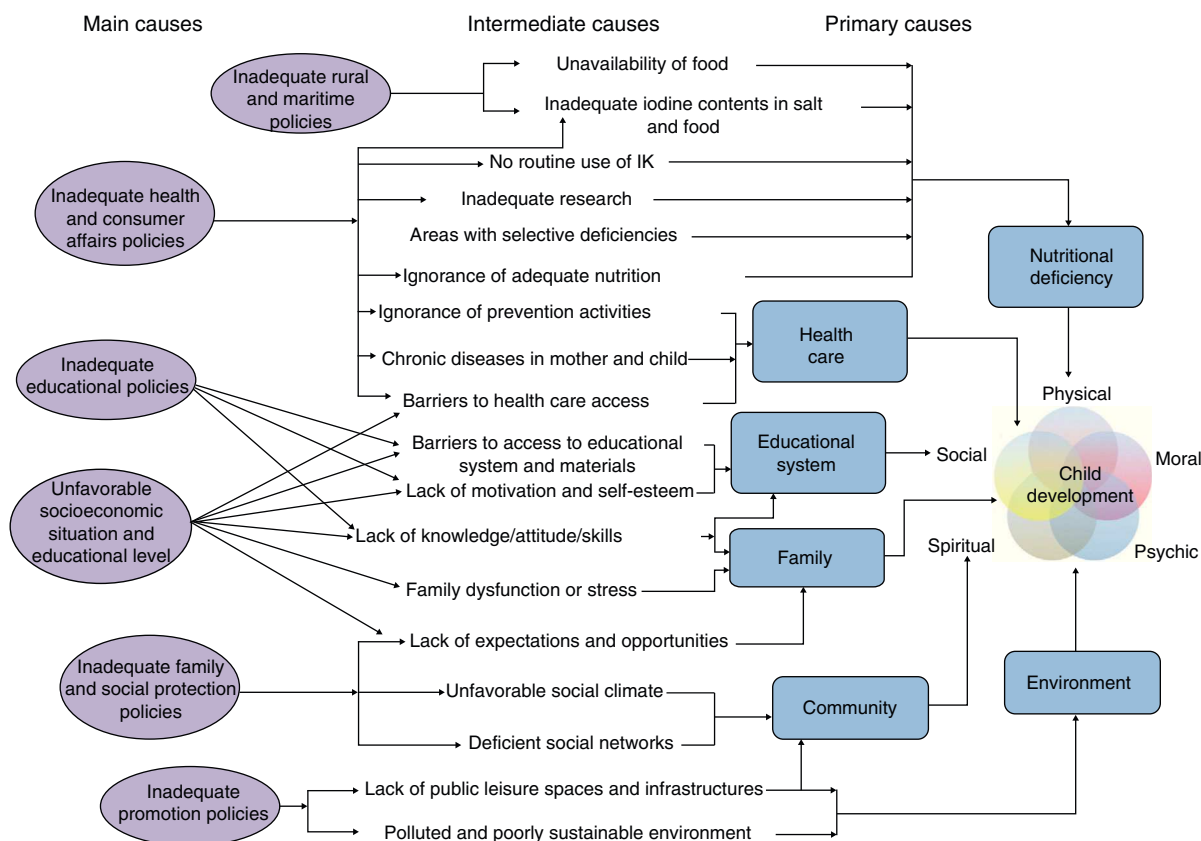 Main causes
Intermediate causes
Primary causes
Inadequate rural
and maritime
policies
Unavailability of food
Inadequate iodine contents in salt
and food
No routine use of IK
Inadequate health
and consumer
affairs policies
Inadequate research
Areas with selective deficiencies
Ignorance of adequate nutrition
Nutritional
deficiency
Ignorance of prevention activities
Chronic diseases in mother and child
Barriers to health care access
Health
care
Inadequate
educational policies
Barriers to access to educational
system and materials
Lack of motivation and self-esteem
Educational
system
Unfavorable
socioeconomic
situation and
educational level
Lack of knowledge/attitude/skills
Family dysfunction or stress
Lack of expectations and opportunities
Family
Physical
Social
Moral
Child
development
Spiritual
Psychic
Inadequate family
and social protection
policies
Unfavorable social climate
Deficient social networks
Community
Environment
Inadequate
promotion policies
Lack of public leisure spaces and infrastructures
Polluted and poorly sustainable environment